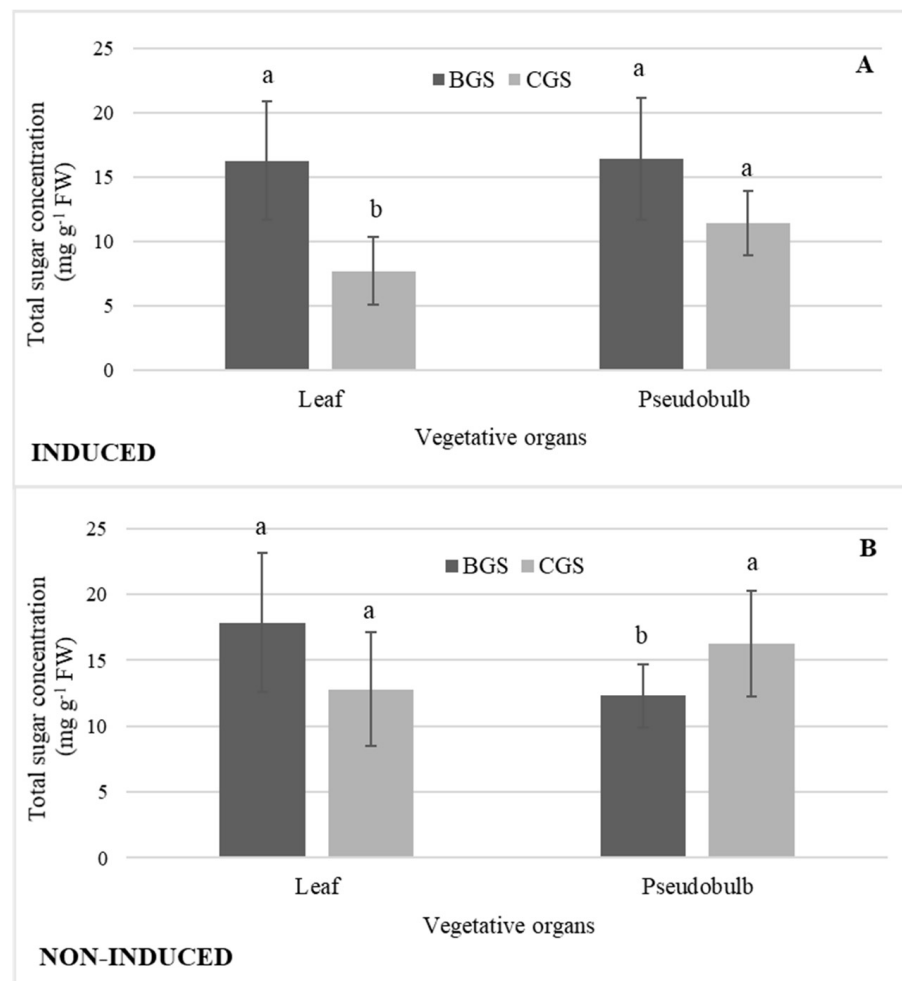 25
A
a
BGS
CGS
a
20
Total sugar concentration
(mg g-1 FW)
15
a
b
10
5
0
Leaf
Pseudobulb
Vegetative organs
INDUCED
25
a
B
BGS
CGS
a
20
Total sugar concentration
(mg g-1 FW)
a
b
15
10
5
0
Leaf
Pseudobulb
Vegetative organs
NON-INDUCED